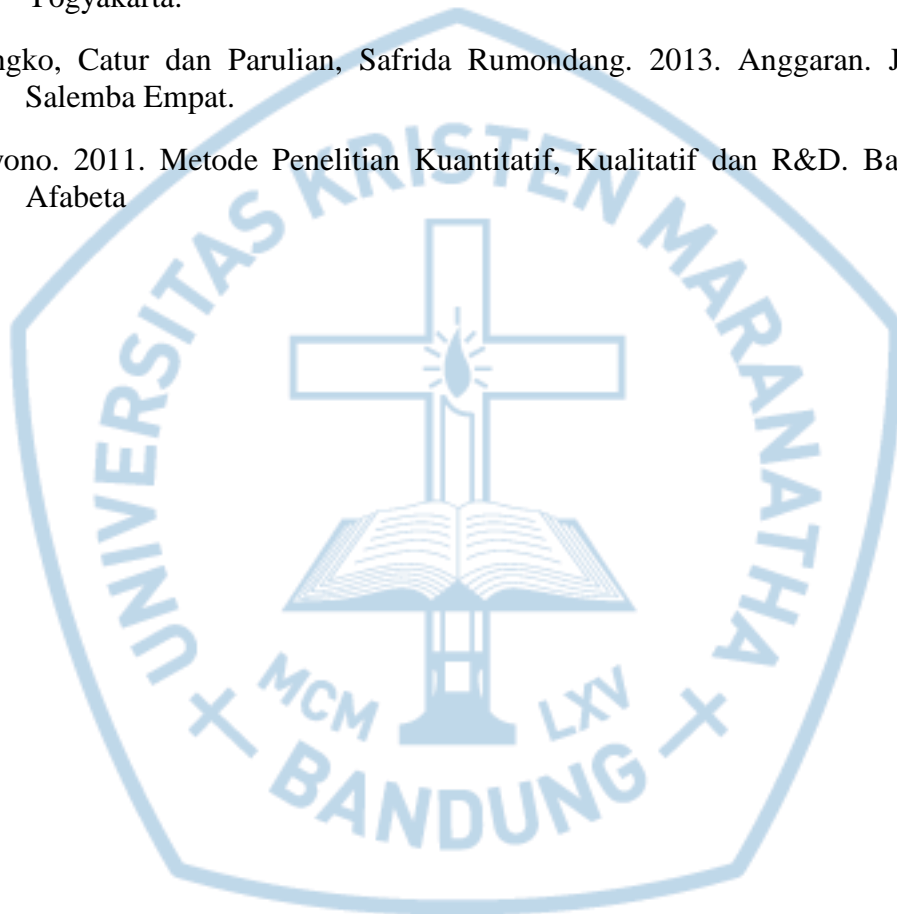 Yogyakarta.
ngko, Catur dan Parulian, Safrida Rumondang. 2013. Anggaran. J
Salemba Empat.
yono. 2011. Metode Penelitian Kuantitatif, Kualitatif dan R&D. Ba
Afabeta
UNIVERSITAS KRISTEN MARANATHA
MCM LXV
BANDUNG